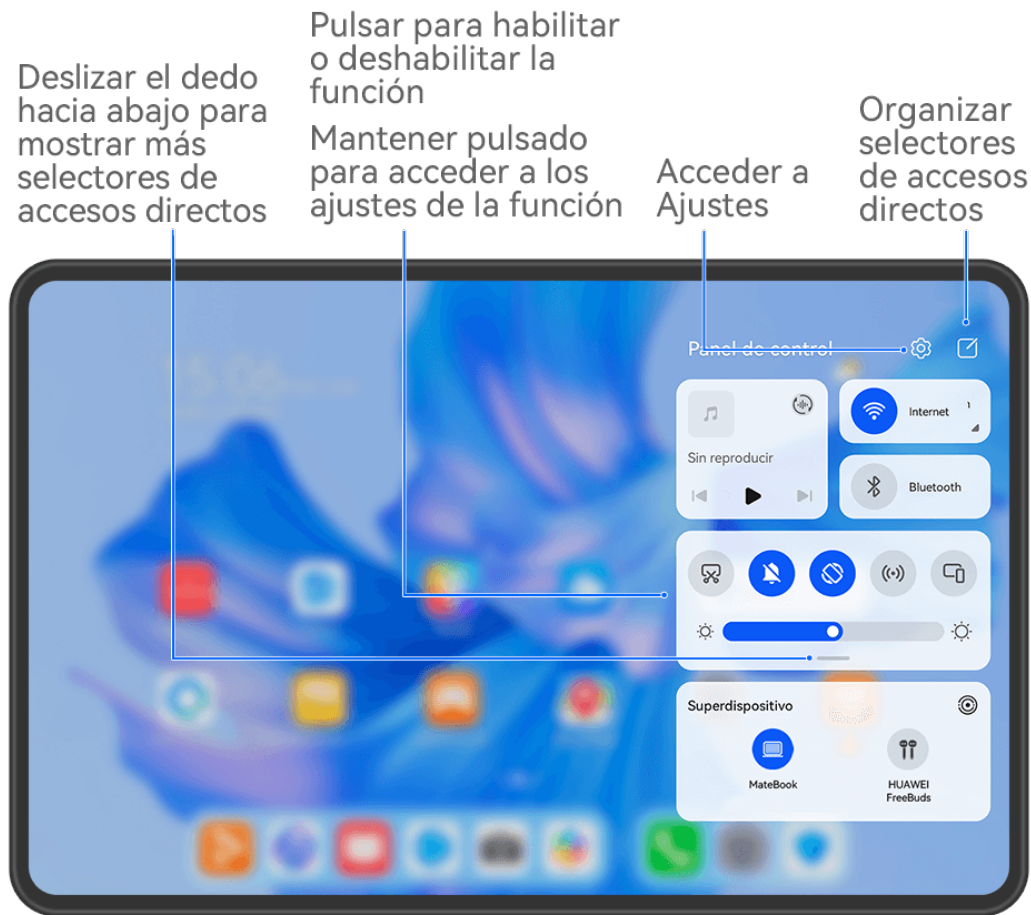 Deslizar el dedo
hacia abajo para
mostrar más
selectores de
accesos directos
Pulsar para habilitar
o deshabilitar la
función
Mantener pulsado
para acceder a los
ajustes de la función
Acceder a
Ajustes
Organizar
selectores
de accesos
directos
Panel de control
Sin reproducir
Internet
Bluetooth
Superdispositivo
MateBook
HUAWEI
FreeBuds